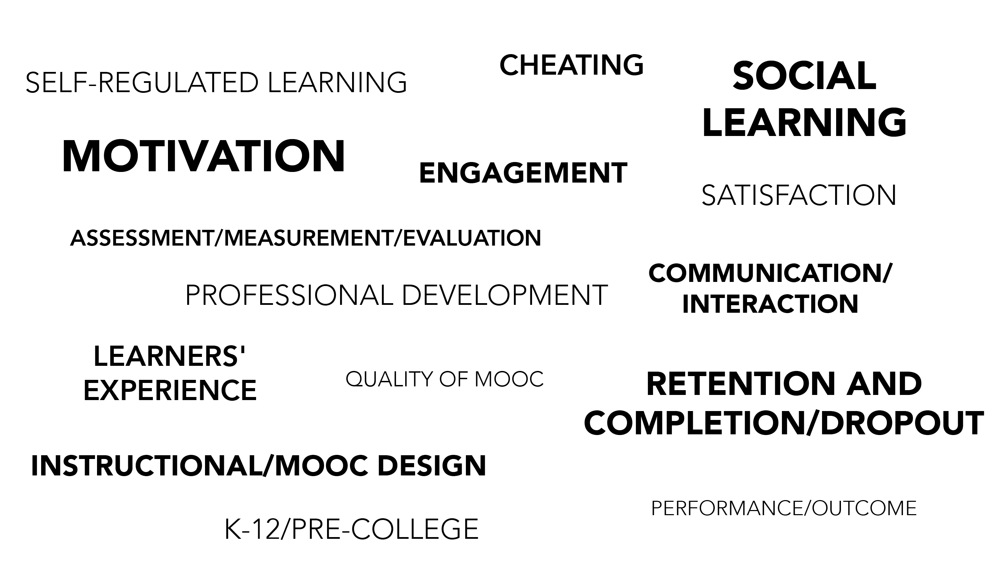 CHEATING
SELF-REGULATED LEARNING
SOCIAL
LEARNING
MOTIVATION
ENGAGEMENT
SATISFACTION
ASSESSMENT/MEASUREMENT/EVALUATION
COMMUNICATION/
INTERACTION
PROFESSIONAL DEVELOPMENT
LEARNERS'
EXPERIENCE
QUALITY OF MOOC
RETENTION AND
COMPLETION/DROPOUT
INSTRUCTIONAL/MOOC DESIGN
PERFORMANCE/OUTCOME
K-12/PRE-COLLEGE